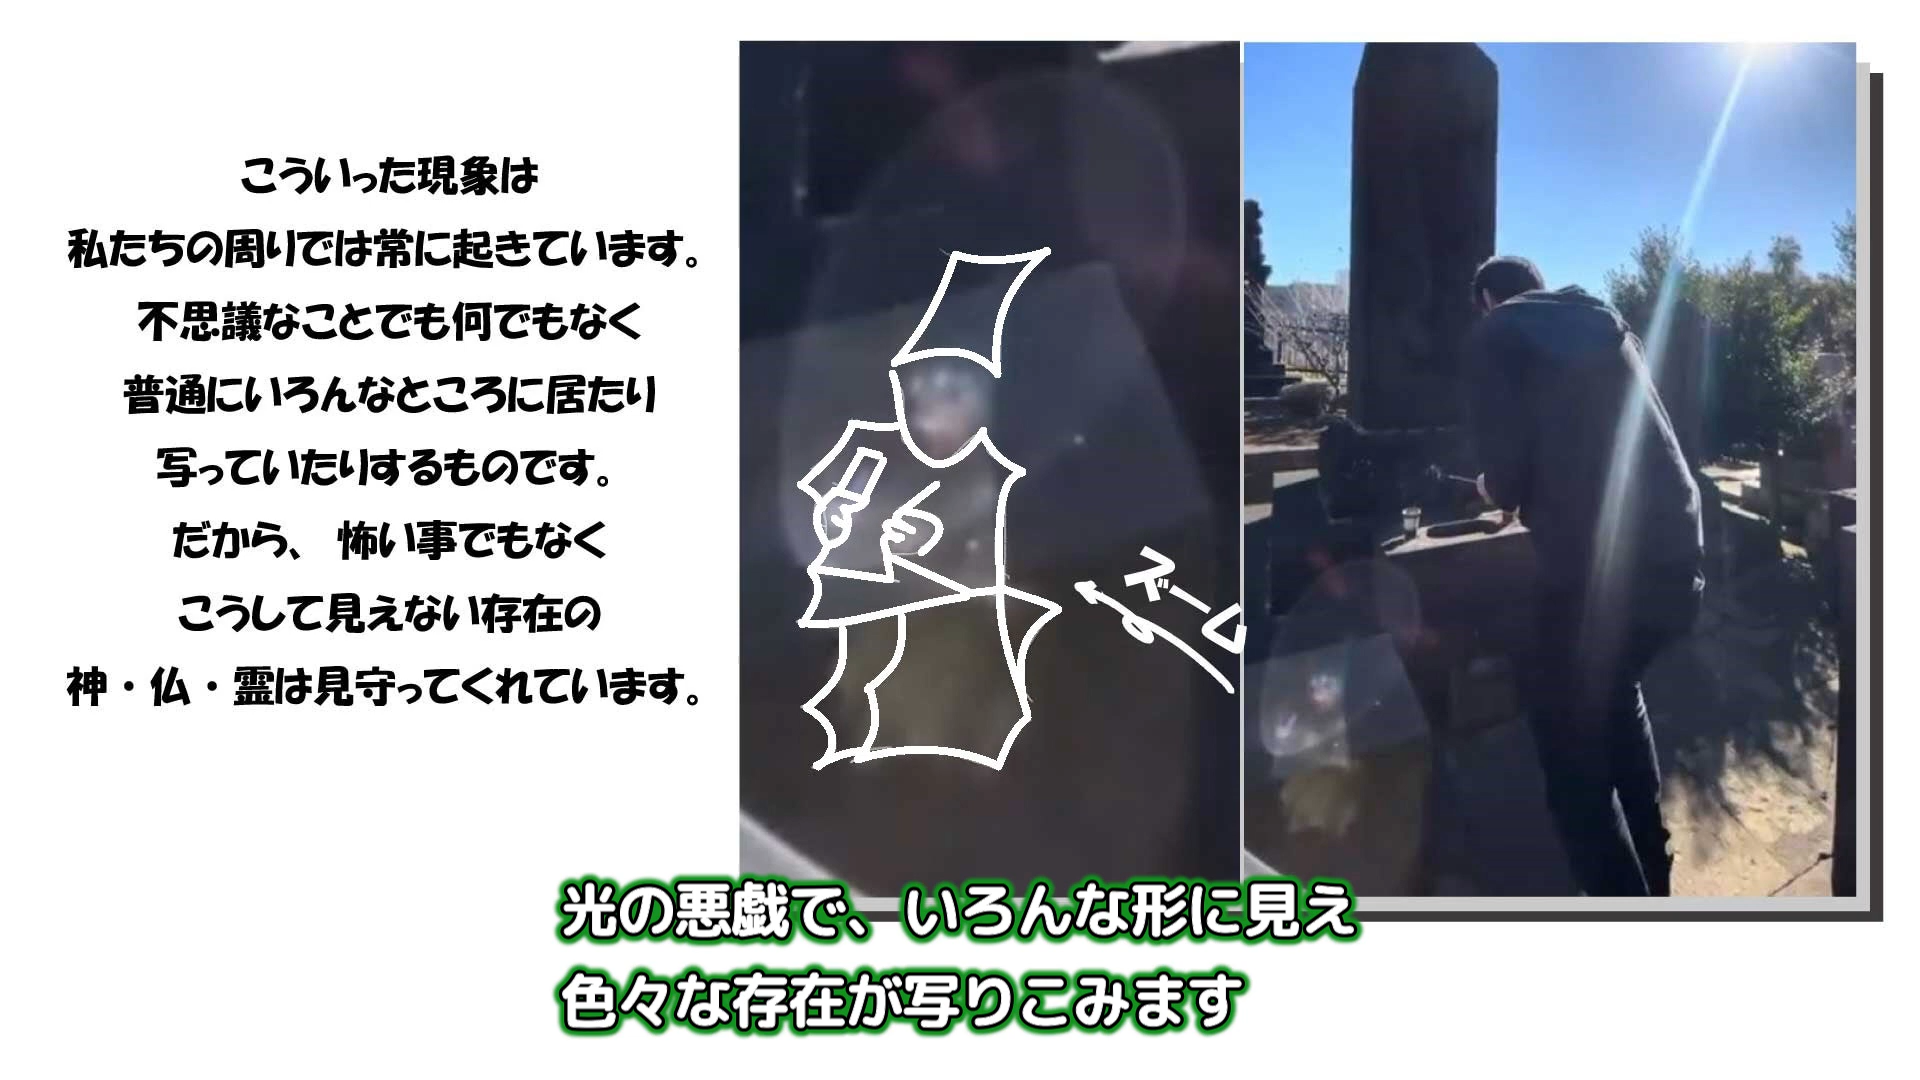 こういった現象は
私たちの周りでは常に起きています。
不思議なことでも何でもなく
普通にいろんなところに居たり
写っていたりするものです。
だから、怖い事でもなく
こうして見えない存在の
神・仏・霊は見守ってくれています。
ズーム
光の悪戯で、いろんな形に見え
色々な存在が写りこみます